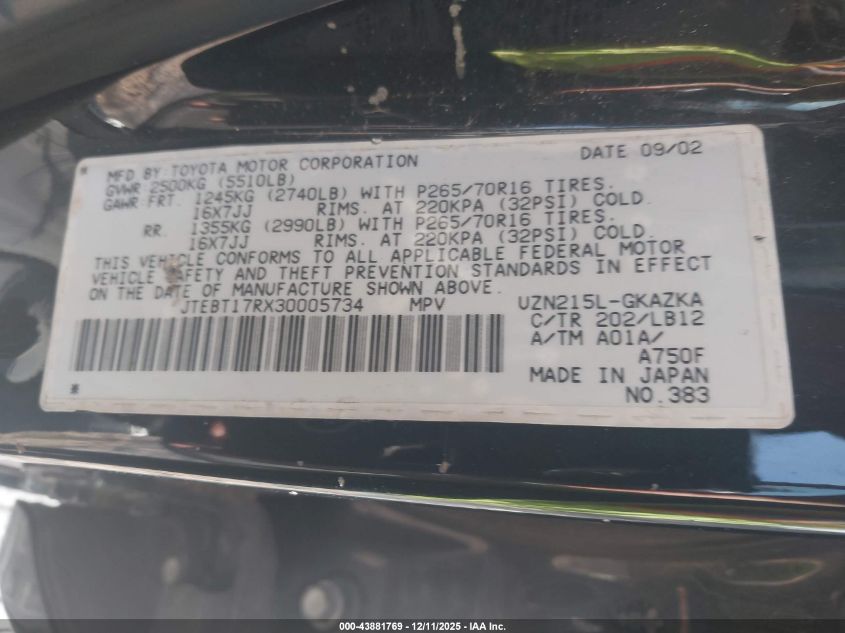 MFD BY: TOYOTA MOTOR CORPORATION DATE 09/02
GVWR 2500KG (5510LB)
GAWR FRT. 1245KG (2740LB) WITH P265/70R16 TIRES.
16X7JJ RIMS. AT 220KPA (32PSI) COLD.
RR. 1355KG (2990LB) WITH P265/70R16 TIRES.
16X7JJ RIMS. AT 220KPA (32PSI) COLD.
THIS VEHICLE CONFORMS TO ALL APPLICABLE FEDERAL MOTOR
VEHICLE SAFETY AND THEFT PREVENTION STANDARDS IN EFFECT
ON THE DATE OF MANUFACTURE SHOWN ABOVE.
JTEBT17RX30005734 MPV UZN215L-GKAZKA
C/TR 202/LB12
A/TM A01A/
A750F
MADE IN JAPAN
NO.383
000-43881769 - 12/11/2025 - IAA Inc.